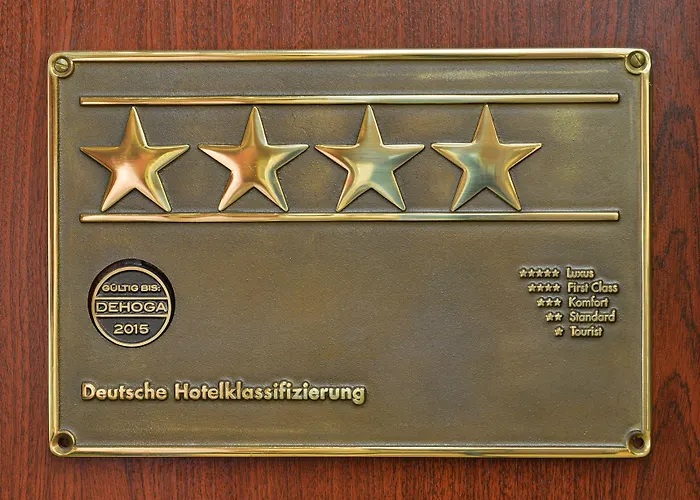 GÜLTIG BIS:
DEHOGA
2015
***** Luxus
**** First Class
*** Komfort
** Standard
* Tourist
Deutsche Hotelklassifizierung